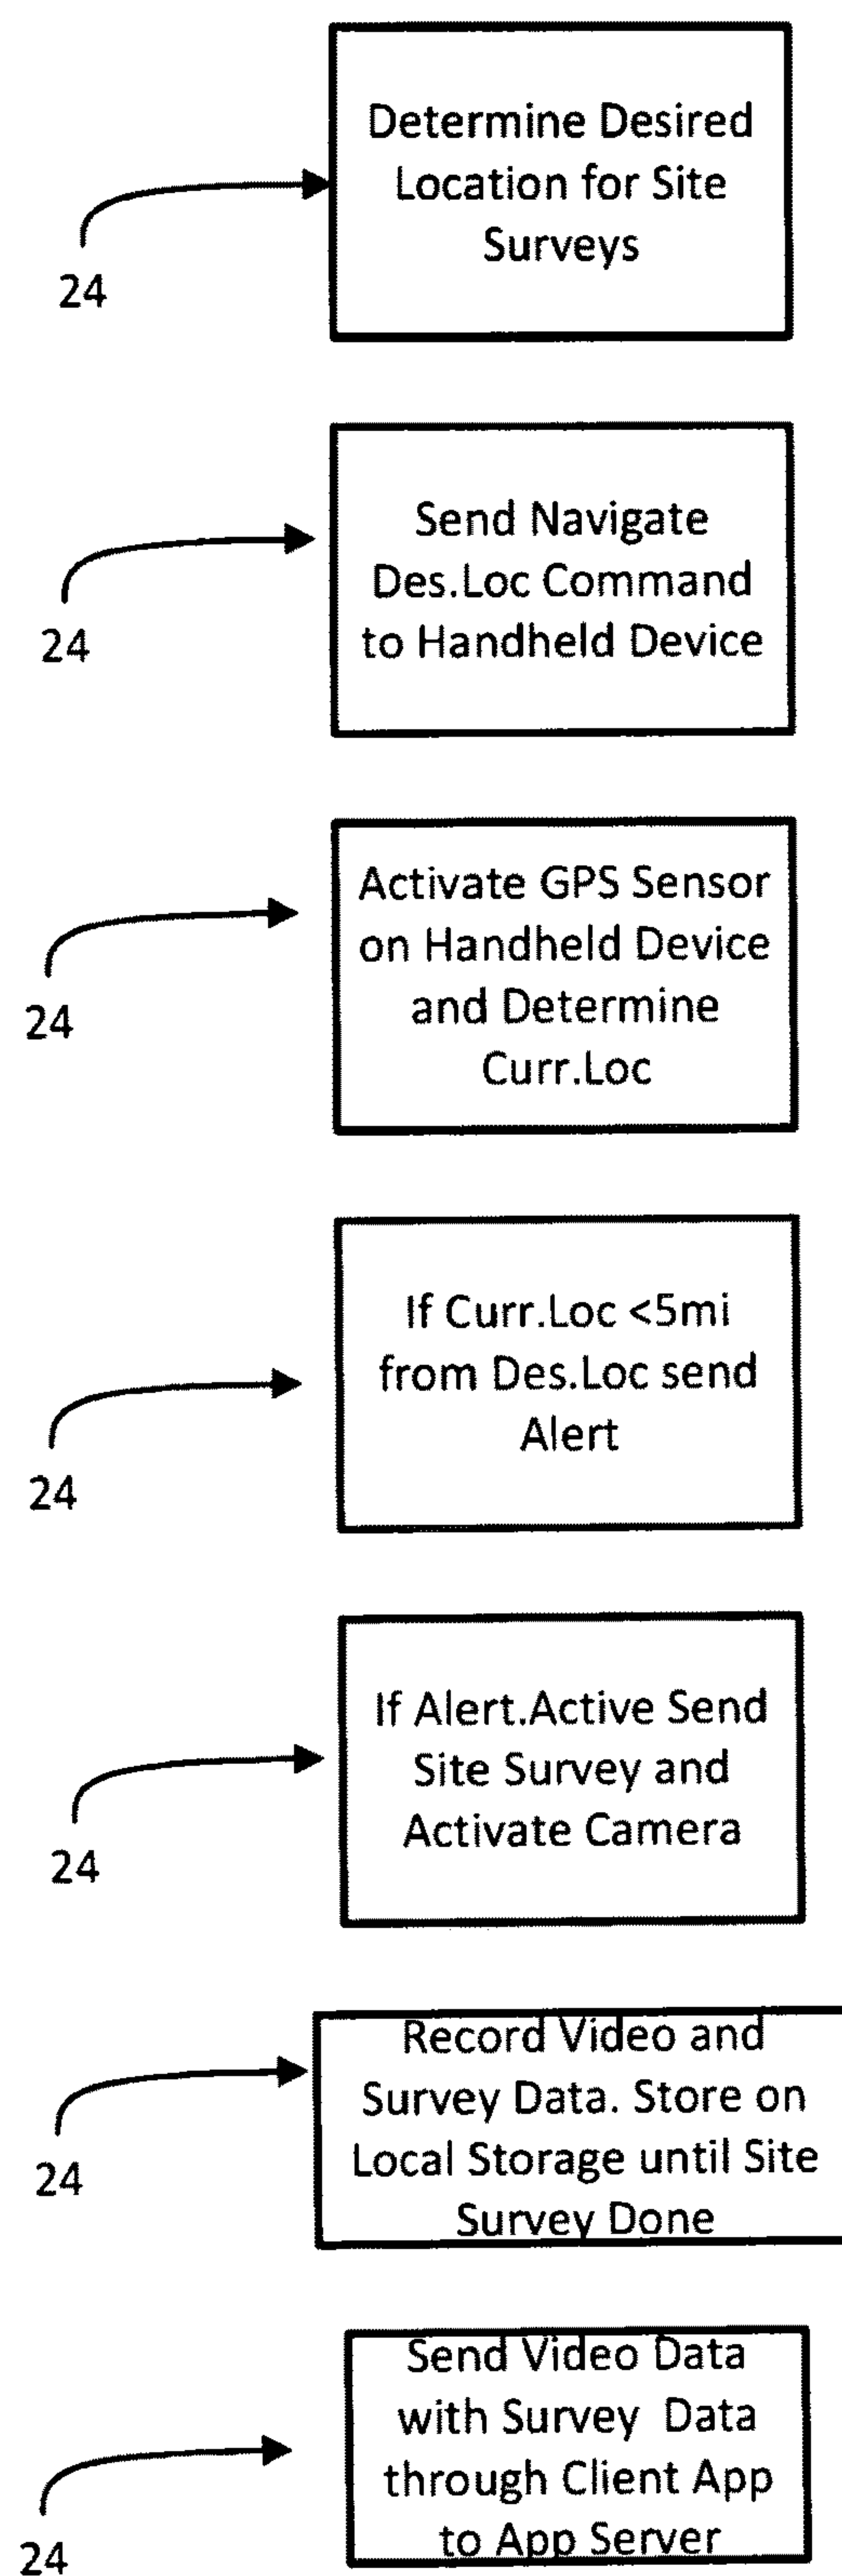 Determine Desired
Location for Site
Surveys
24
Send Navigate
Des.Loc Command
to Handheld Device
24
Activate GPS Sensor
on Handheld Device
and Determine
Curr.Loc
24
If Curr.Loc <5mi
from Des.Loc send
Alert
24
If Alert.Active Send
Site Survey and
Activate Camera
24
Record Video and
Survey Data. Store on
Local Storage until Site
Survey Done
24
Send Video Data
with Survey Data
through Client App
to App Server
24